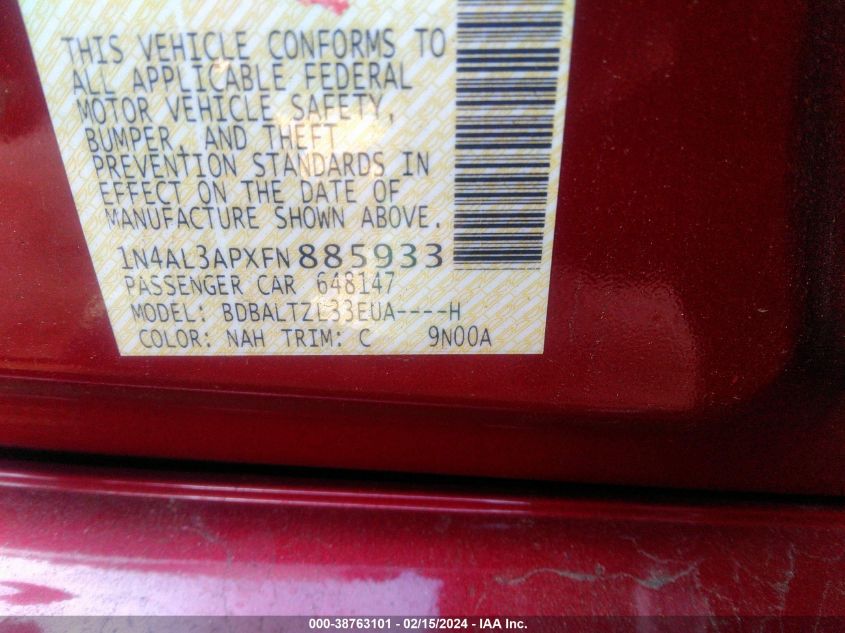 THIS VEHICLE CONFORMS TO
ALL APPLICABLE FEDERAL
MOTOR VEHICLE SAFETY,
BUMPER, AND THEFT
PREVENTION STANDARDS IN
EFFECT ON THE DATE OF
MANUFACTURE SHOWN ABOVE.
1N4AL3APXFN885933
PASSENGER CAR 648147
MODEL: BDBALTZL33EUA----H
COLOR: NAH TRIM: C 9N00A
000-38763101 - 02/15/2024 - IAA Inc.